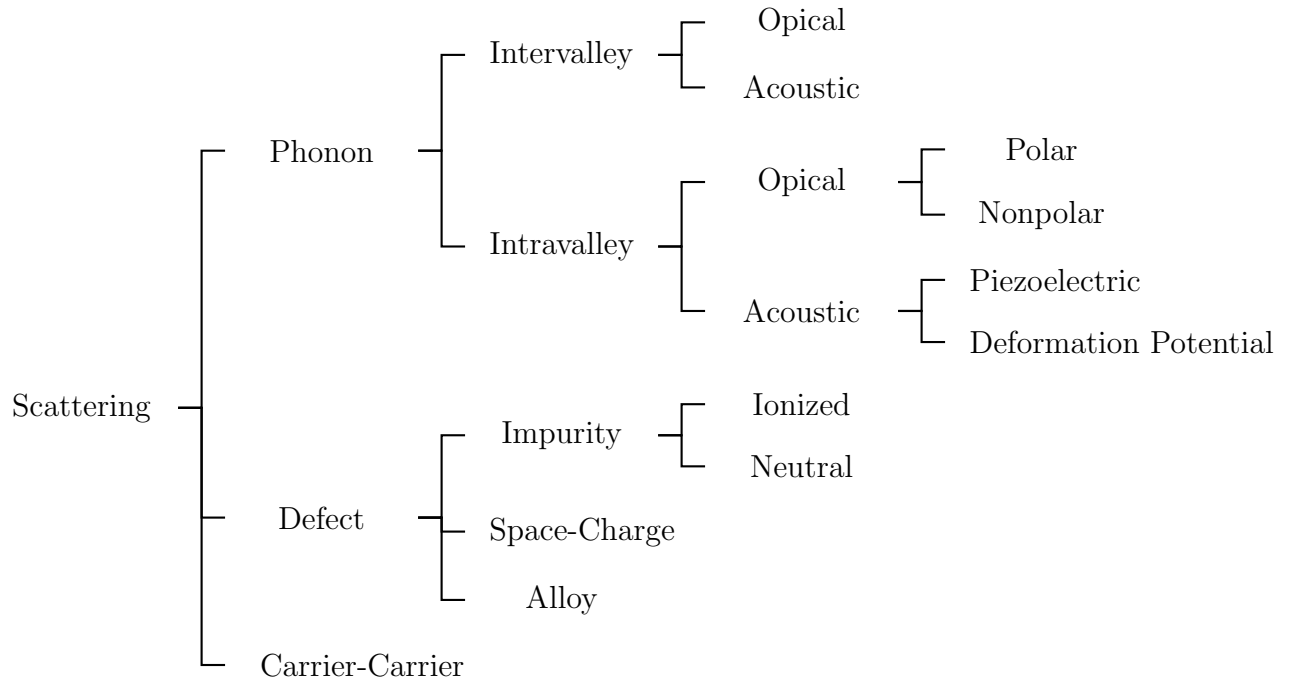 Opical
Intervalley
Acoustic
Phonon
Polar
Opical
Nonpolar
Intravalley
Piezoelectric
Acoustic
Deformation Potential
Scattering
Ionized
Impurity
Neutral
Defect
Space-Charge
Alloy
Carrier-Carrier